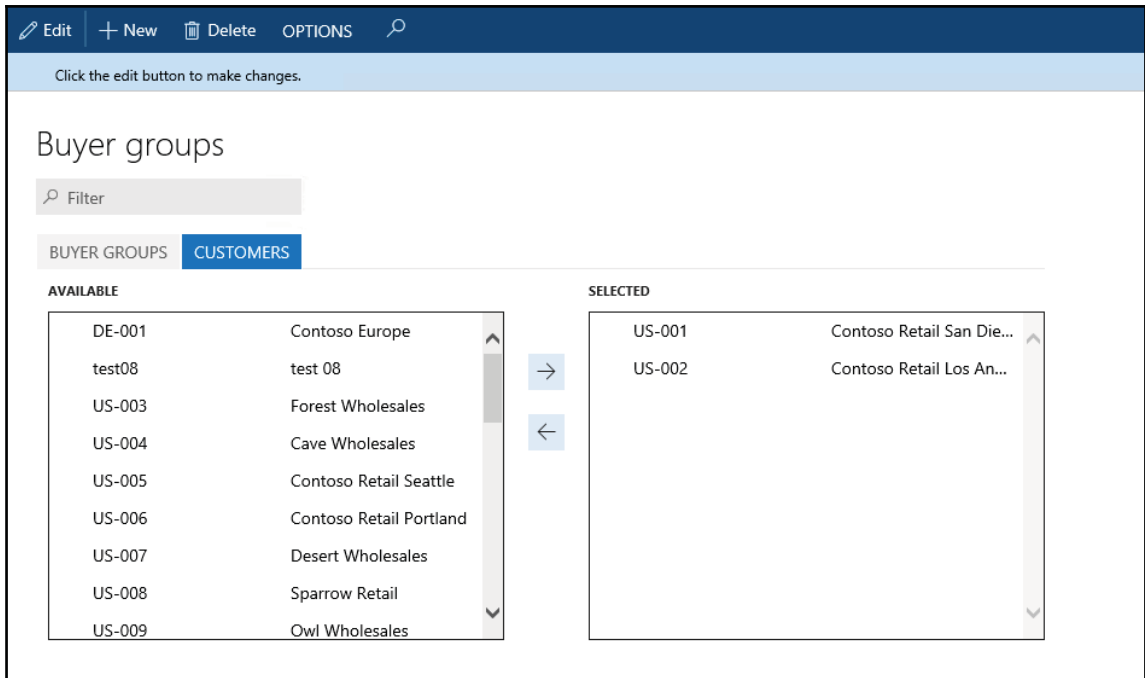 Edit New Delete OPTIONS
Click the edit button to make changes.
Buyer groups
Filter
BUYER GROUPS CUSTOMERS
AVAILABLE SELECTED
DE-001 Contoso Europe US-001 Contoso Retail San Die...
test08 test 08 US-002 Contoso Retail Los An...
US-003 Forest Wholesales
US-004 Cave Wholesales
US-005 Contoso Retail Seattle
US-006 Contoso Retail Portland
US-007 Desert Wholesales
US-008 Sparrow Retail
US-009 Owl Wholesales